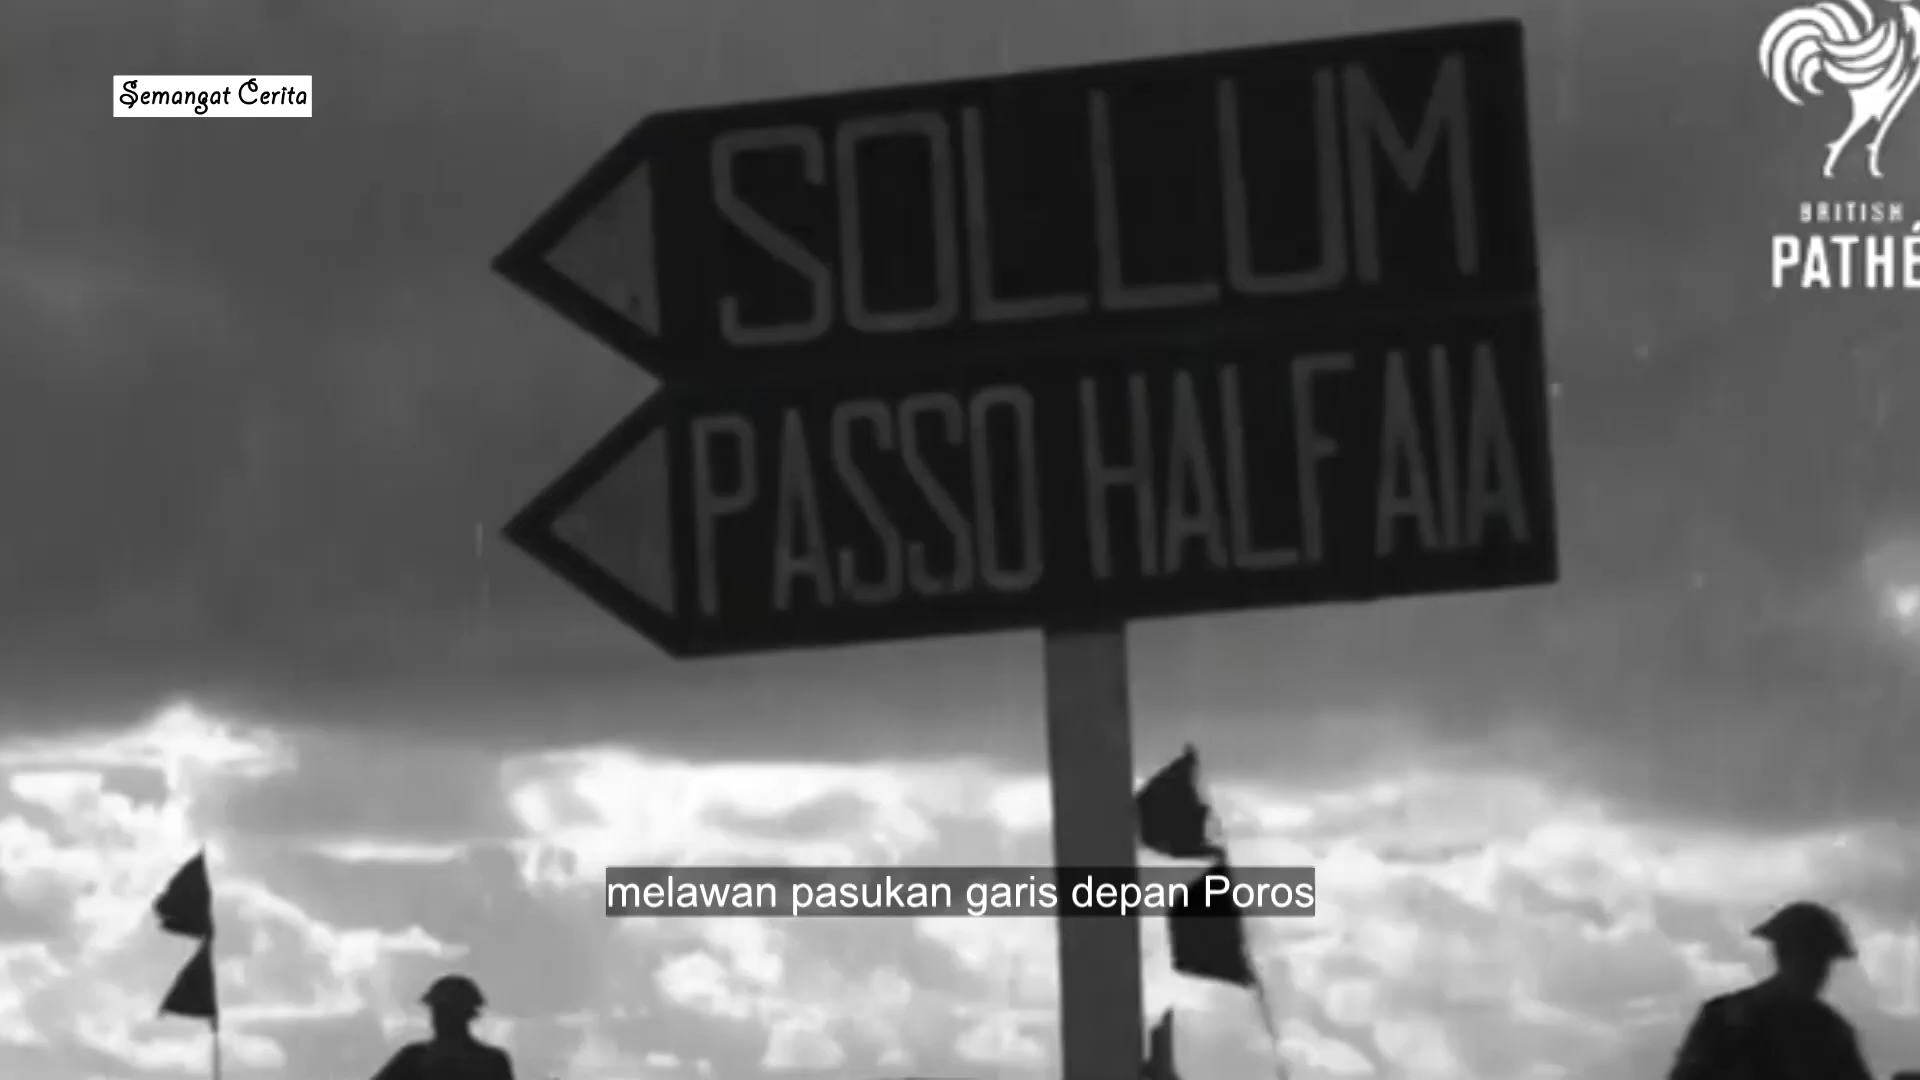 Semangat Cerita
SOLLUM
PASSO HALFAIA
BRITISH
PATHÉ
melawan pasukan garis depan Poros